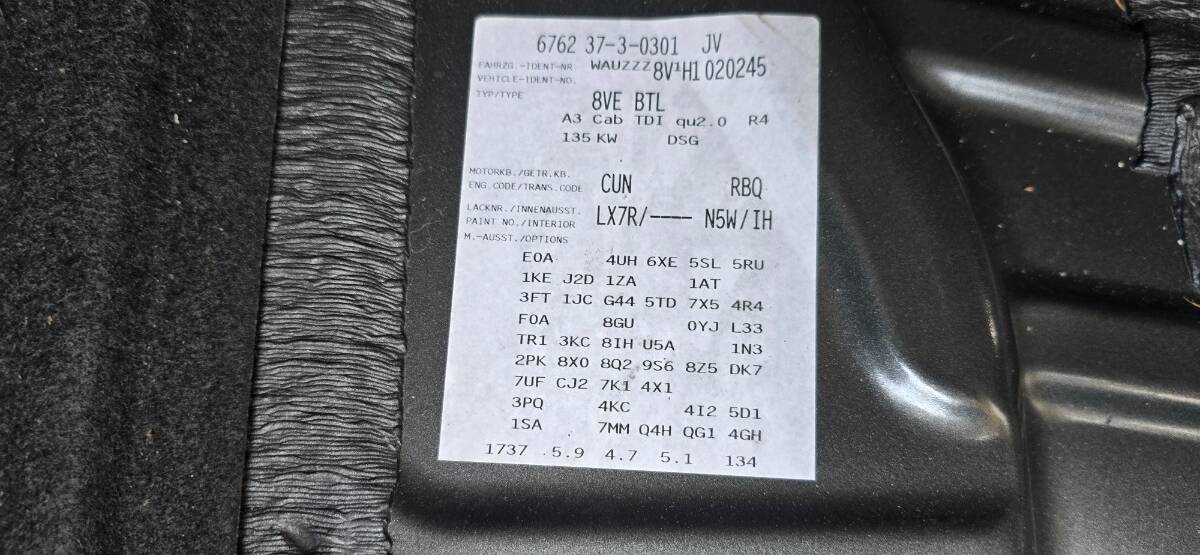 6762 37-3-0301 JV
FAHRZG.-IDENT-NR. WAUZZZ8V1H1020245
VEHICLE-IDENT-NO.
TYP/TYPE 8VE BTL
A3 Cab TDI qu2.0 R4
135 KW DSG
MOTORKB./GETR.KB.
ENG.CODE/TRANS.CODE CUN RBQ
LACKNR./INNENAUSST.
PAINT NO./INTERIOR LX7R/---- N5W/IH
M.-AUSST./OPTIONS
E0A 4UH 6XE 5SL 5RU
1KE J2D 1ZA 1AT
3FT 1JC G44 5TD 7X5 4R4
F0A 8GU 0YJ L33
TR1 3KC 8IH U5A 1N3
2PK 8X0 8Q2 9S6 8Z5 DK7
7UF CJ2 7K1 4X1
3PQ 4KC 4I2 5D1
1SA 7MM Q4H QG1 4GH
1737 5.9 4.7 5.1 134